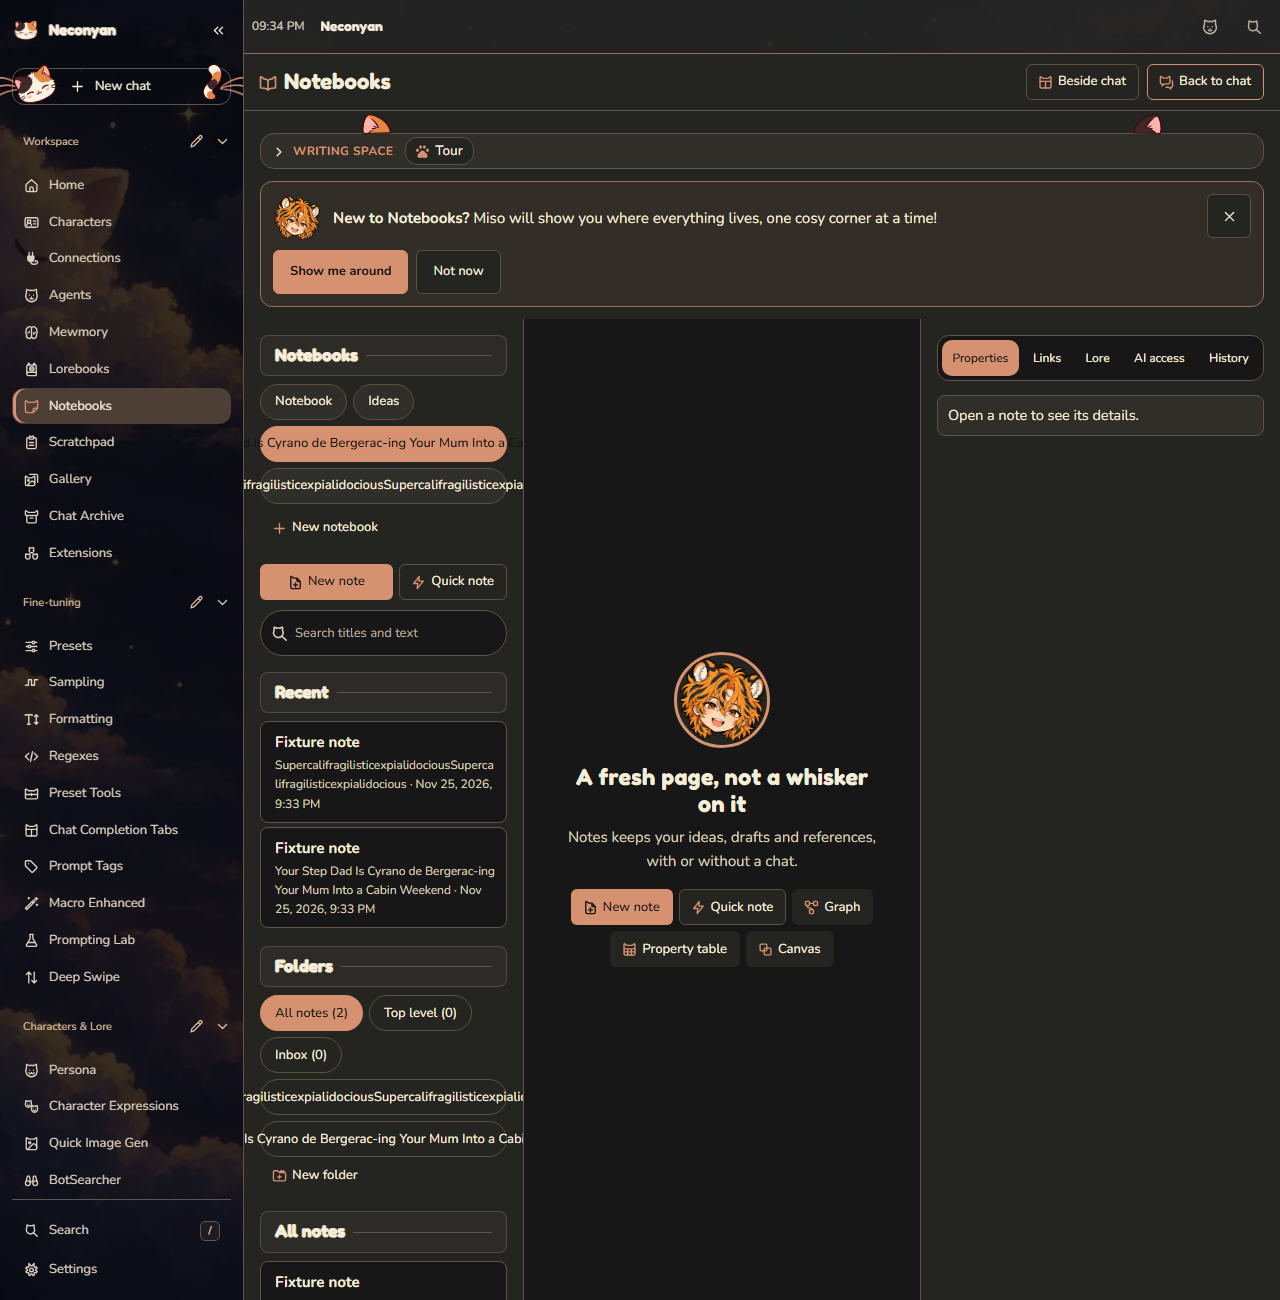 Neconyan
New chat
Workspace
Home
Characters
Connections
Agents
Mewmory
Lorebooks
Notebooks
Scratchpad
Gallery
Chat Archive
Extensions
Fine-tuning
Presets
Sampling
Formatting
Regexes
Preset Tools
Chat Completion Tabs
Prompt Tags
Macro Enhanced
Prompting Lab
Deep Swipe
Characters & Lore
Persona
Character Expressions
Quick Image Gen
BotSearcher
Search /
Settings
09:34 PM Neconyan
Notebooks
Beside chat
Back to chat
WRITING SPACE
Tour
New to Notebooks? Miso will show you where everything lives, one cosy corner at a time!
Show me around
Not now
Notebooks
Notebook
Ideas
d Is Cyrano de Bergerac-ing Your Mum Into a Ca
ifragilisticexpialidociousSupercalifragilisticexpia
New notebook
New note
Quick note
Search titles and text
Recent
Fixture note
SupercalifragilisticexpialidociousSuperca
lifragilisticexpialidocious · Nov 25, 2026,
9:33 PM
Fixture note
Your Step Dad Is Cyrano de Bergerac-ing
Your Mum Into a Cabin Weekend · Nov
25, 2026, 9:33 PM
Folders
All notes (2)
Top level (0)
Inbox (0)
ragilisticexpialidociousSupercalifragilisticexpialid
Is Cyrano de Bergerac-ing Your Mum Into a Cabi
New folder
All notes
Fixture note
A fresh page, not a whisker
on it
Notes keeps your ideas, drafts and references,
with or without a chat.
New note
Quick note
Graph
Property table
Canvas
Properties
Links
Lore
AI access
History
Open a note to see its details.